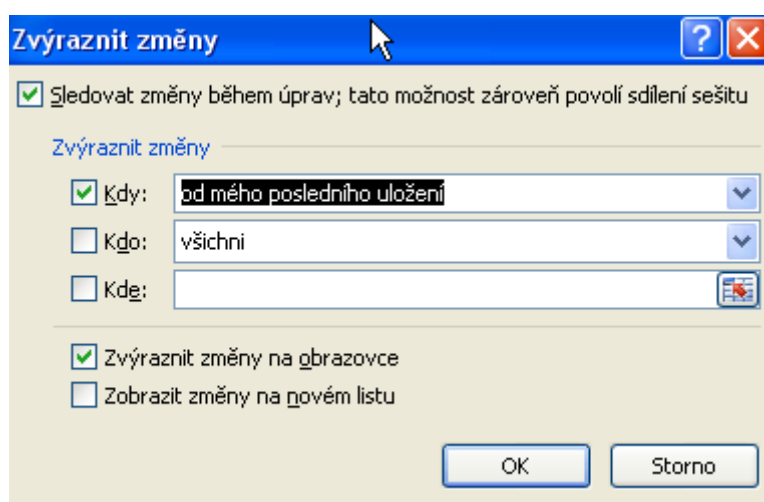 Zvýraznit změny
Sledovat změny během úprav; tato možnost zároveň povolí sdílení sešitu
Zvýraznit změny
Kdy: od mého posledního uložení
Kdo: všichni
Kde:
Zvýraznit změny na obrazovce
Zobrazit změny na novém listu
OK Storno